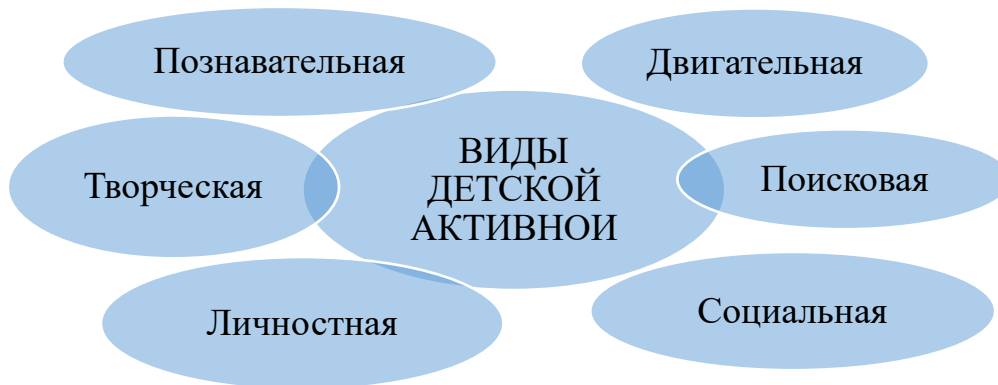 Познавательная
Двигательная
ВИДЫ
ДЕТСКОЙ
АКТИВНОИ
Творческая
Поисковая
Личностная
Социальная